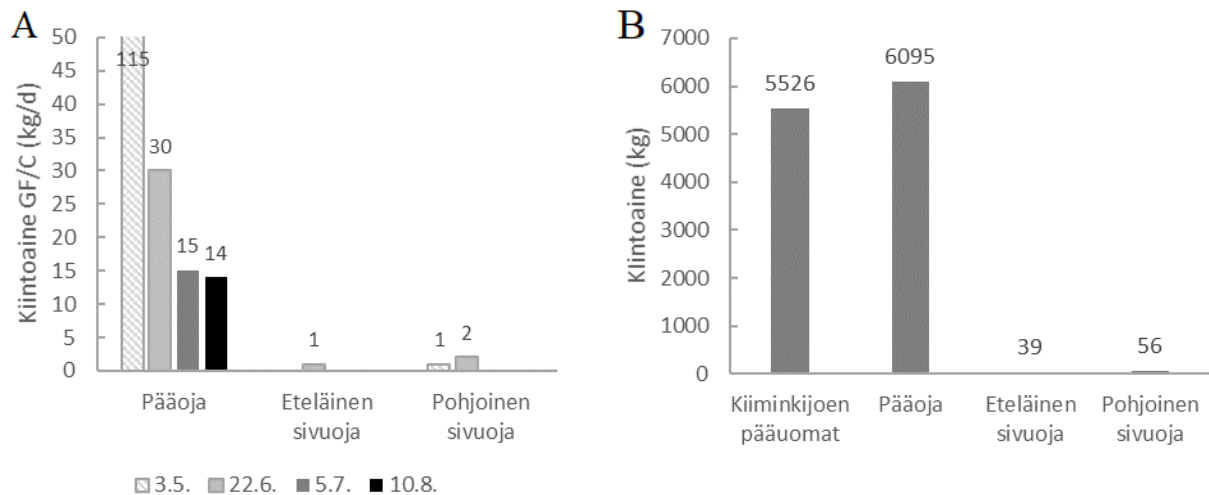 A
Kiintoaine GF/C (kg/d)
50
45
40
35
30
25
20
15
10
5
0
115
30
15
14
1
1
2
Pääoja
Eteläinen
sivuoja
Pohjoinen
sivuoja
3.5. 22.6. 5.7. 10.8.
B
Klintoaine (kg)
7000
6000
5000
4000
3000
2000
1000
0
5526
6095
39
56
Kiiminkijoen
pääuomat
Pääoja
Eteläinen
sivuoja
Pohjoinen
sivuoja